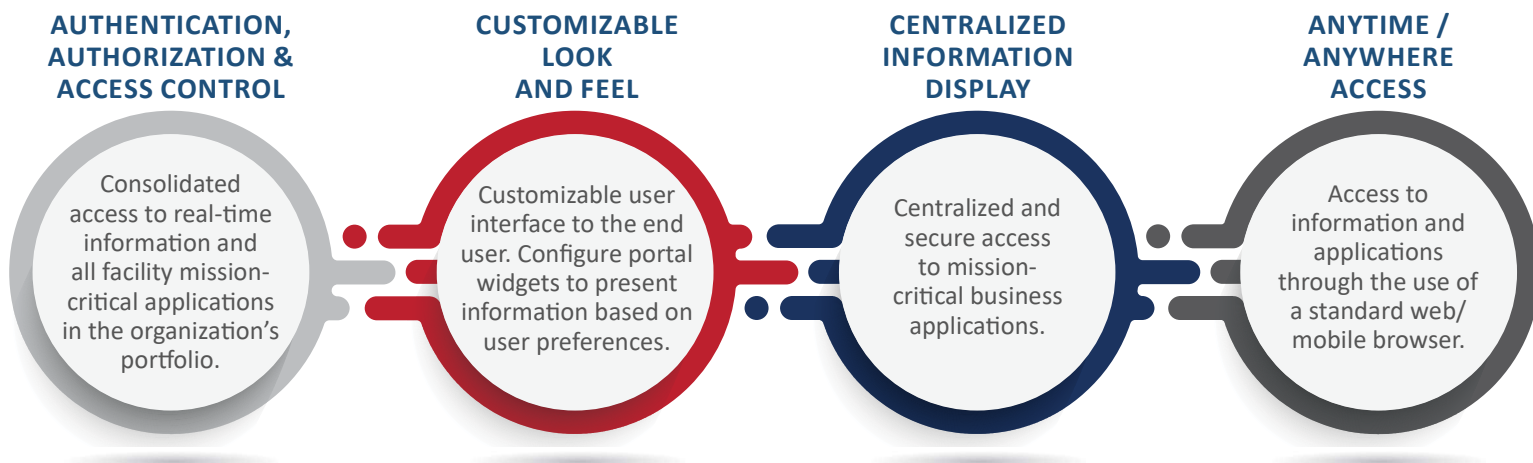 AUTHENTICATION,
AUTHORIZATION &
ACCESS CONTROL
Consolidated
access to real-time
information and
all facility mission-
critical applications
in the organization’s
portfolio.
CUSTOMIZABLE
LOOK
AND FEEL
Customizable user
interface to the end
user. Configure portal
widgets to present
information based on
user preferences.
CENTRALIZED
INFORMATION
DISPLAY
Centralized and
secure access
to mission-
critical business
applications.
ANYTIME /
ANYWHERE
ACCESS
Access to
information and
applications
through the use of
a standard web/
mobile browser.